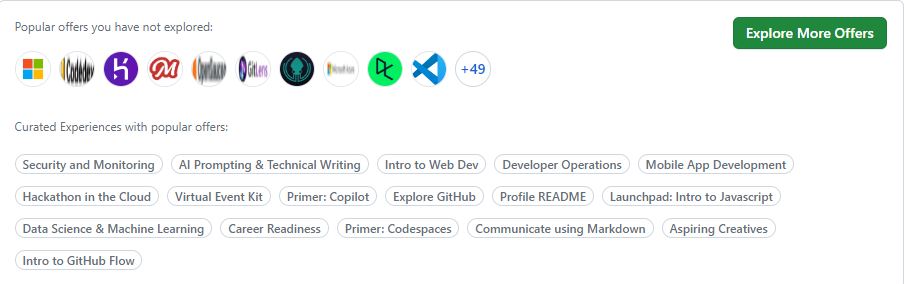 Popular offers you have not explored:
Explore More Offers
Codedex GitLens +49
Curated Experiences with popular offers:
Security and Monitoring AI Prompting & Technical Writing Intro to Web Dev Developer Operations Mobile App Development
Hackathon in the Cloud Virtual Event Kit Primer: Copilot Explore GitHub Profile README Launchpad: Intro to Javascript
Data Science & Machine Learning Career Readiness Primer: Codespaces Communicate using Markdown Aspiring Creatives
Intro to GitHub Flow